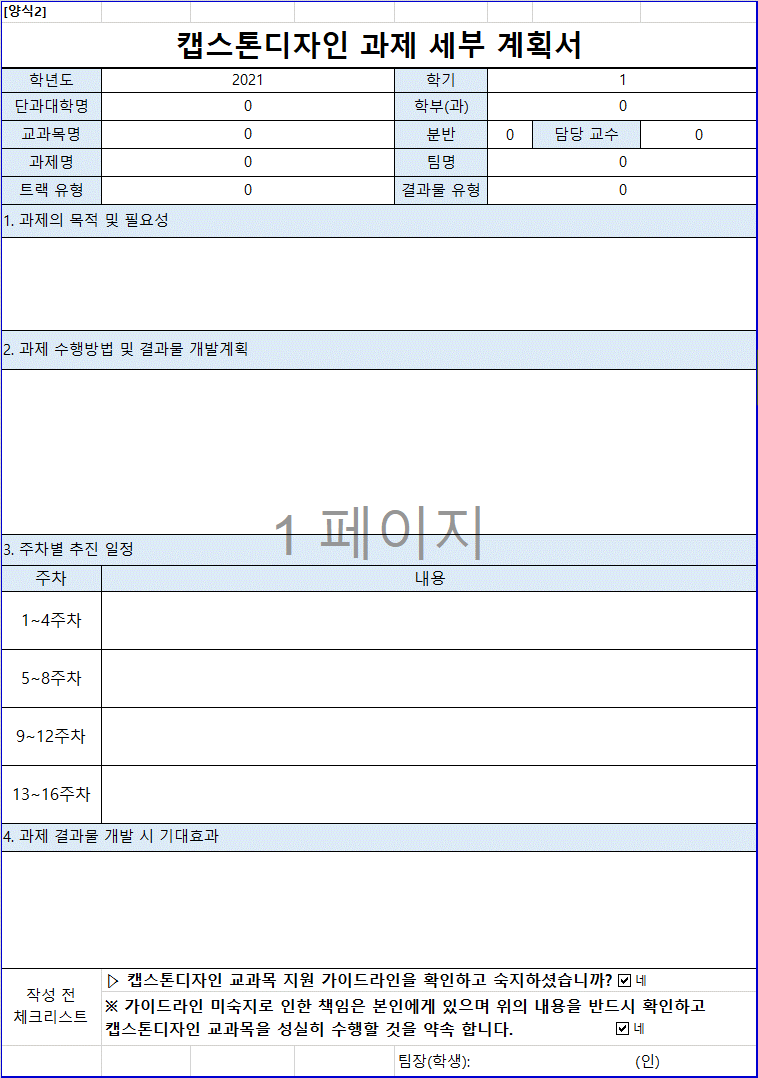 [양식2]
캡스톤디자인 과제 세부 계획서
학년도 2021 학기 1
단과대학명 0 학부(과) 0
교과목명 0 분반 0 담당 교수 0
과제명 0 팀명 0
트랙 유형 0 결과물 유형 0
1. 과제의 목적 및 필요성
2. 과제 수행방법 및 결과물 개발계획
1 페이지
3. 주차별 추진 일정
주차 내용
1~4주차
5~8주차
9~12주차
13~16주차
4. 과제 결과물 개발 시 기대효과
작성 전
체크리스트
▷ 캡스톤디자인 교과목 지원 가이드라인을 확인하고 숙지하셨습니까? ☑ 네
※ 가이드라인 미숙지로 인한 책임은 본인에게 있으며 위의 내용을 반드시 확인하고
캡스톤디자인 교과목을 성실히 수행할 것을 약속 합니다. ☑ 네
팀장(학생): (인)